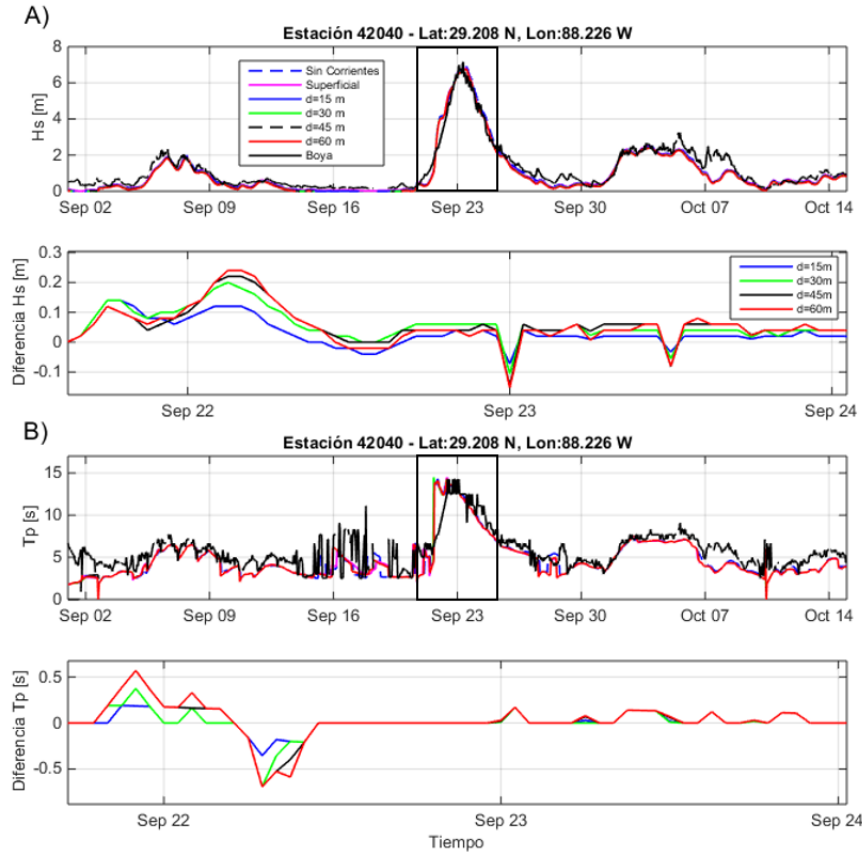 A)
Estación 42040 - Lat:29.208 N, Lon:88.226 W
Hs [m]
8
6
4
2
0
Sin Corrientes
Superficial
d=15 m
d=30 m
d=45 m
d=60 m
Boya
Sep 02 Sep 09 Sep 16 Sep 23 Sep 30 Oct 07 Oct 14
Diferencia Hs [m]
0.3
0.2
0.1
0
-0.1
d=15m
d=30m
d=45m
d=60m
Sep 22 Sep 23 Sep 24
B)
Estación 42040 - Lat:29.208 N, Lon:88.226 W
Tp [s]
15
10
5
0
Sep 02 Sep 09 Sep 16 Sep 23 Sep 30 Oct 07 Oct 14
Diferencia Tp [s]
0.5
0
-0.5
Sep 22 Sep 23 Sep 24
Tiempo